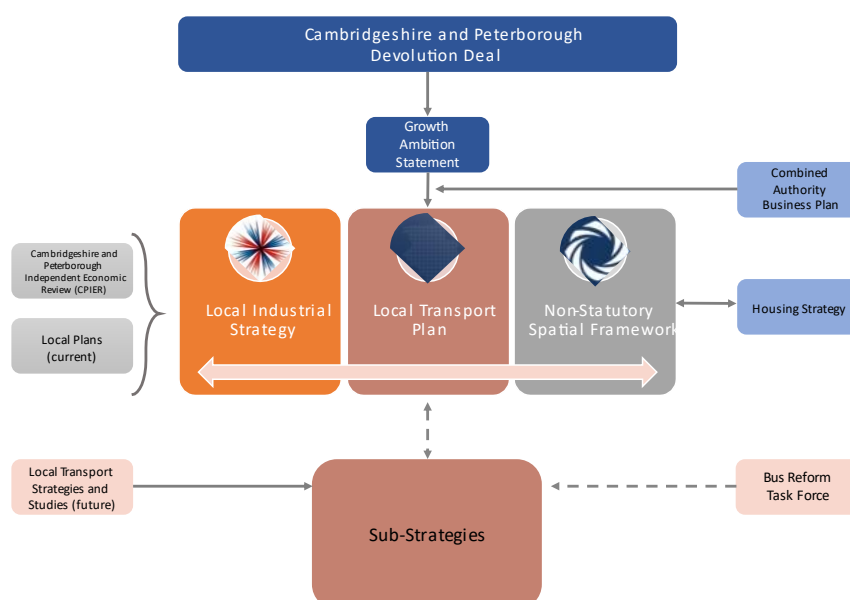 Cambridgeshire and Peterborough
Devolution Deal
Growth
Ambition
Statement
Combined
Authority
Business Plan
Cambridgeshire and
Peterborough
Independent Economic
Review (CPIER)
Local Plans
(current)
Local Industrial
Strategy
Local Transport
Plan
Non-Statutory
Spatial Framework
Housing Strategy
Local Transport
Strategies and
Studies (future)
Sub-Strategies
Bus Reform
Task Force